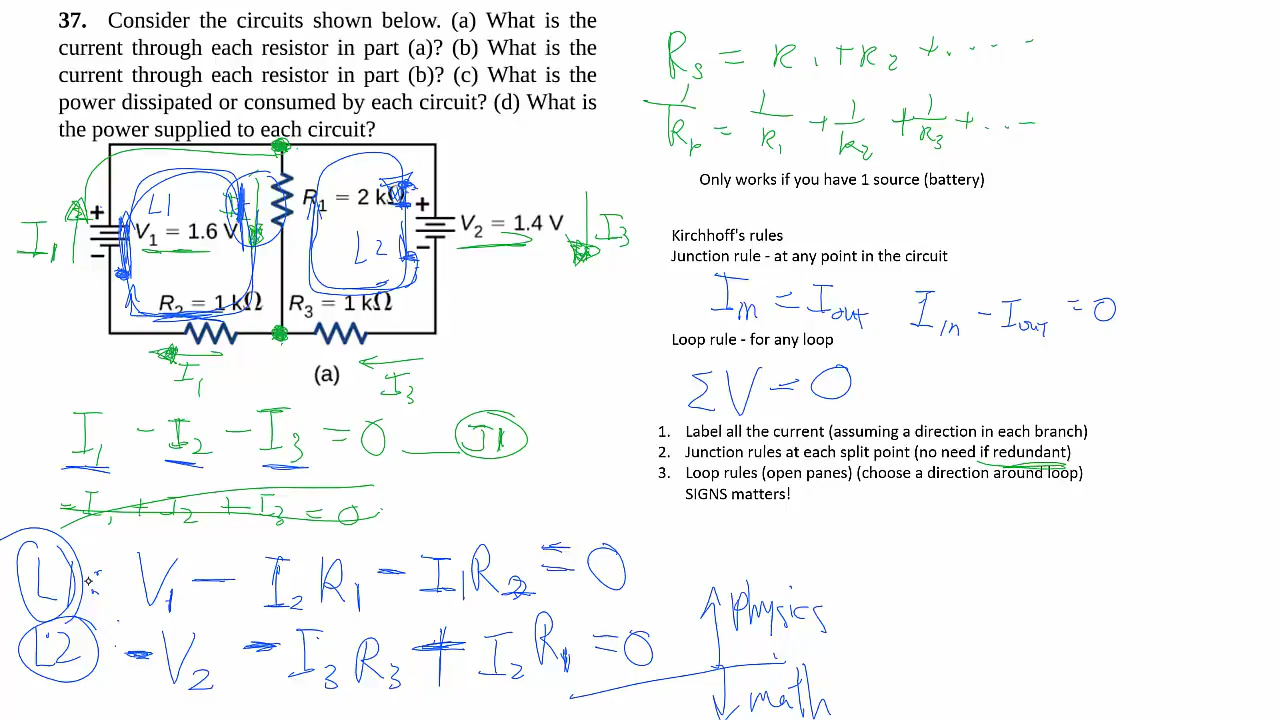 37. Consider the circuits shown below. (a) What is the
current through each resistor in part (a)? (b) What is the
current through each resistor in part (b)? (c) What is the
power dissipated or consumed by each circuit? (d) What is
the power supplied to each circuit?
I₁
+
-
V₁ = 1.6 V
L1
R₁ = 2 kΩ
L2
+
-
V₂ = 1.4 V
I₃
R₂ = 1 kΩ
R₃ = 1 kΩ
I₁
(a)
I₃
I₁ - I₂ - I₃ = 0
J1
-I₁ + I₂ + I₃ = 0
L1: V₁ - I₂R₁ - I₁R₂ = 0
L2: -V₂ - I₃R₃ + I₂R₁ = 0
Rs = R₁ + R₂ + ....
1/Rp = 1/R₁ + 1/R₂ + 1/R₃ + ...
Only works if you have 1 source (battery)
Kirchhoff's rules
Junction rule - at any point in the circuit
Iin = Iout Iin - Iout = 0
Loop rule - for any loop
ΣV = 0
1. Label all the current (assuming a direction in each branch)
2. Junction rules at each split point (no need if redundant)
3. Loop rules (open panes) (choose a direction around loop)
SIGNS matters!
↑ physics
↓ math